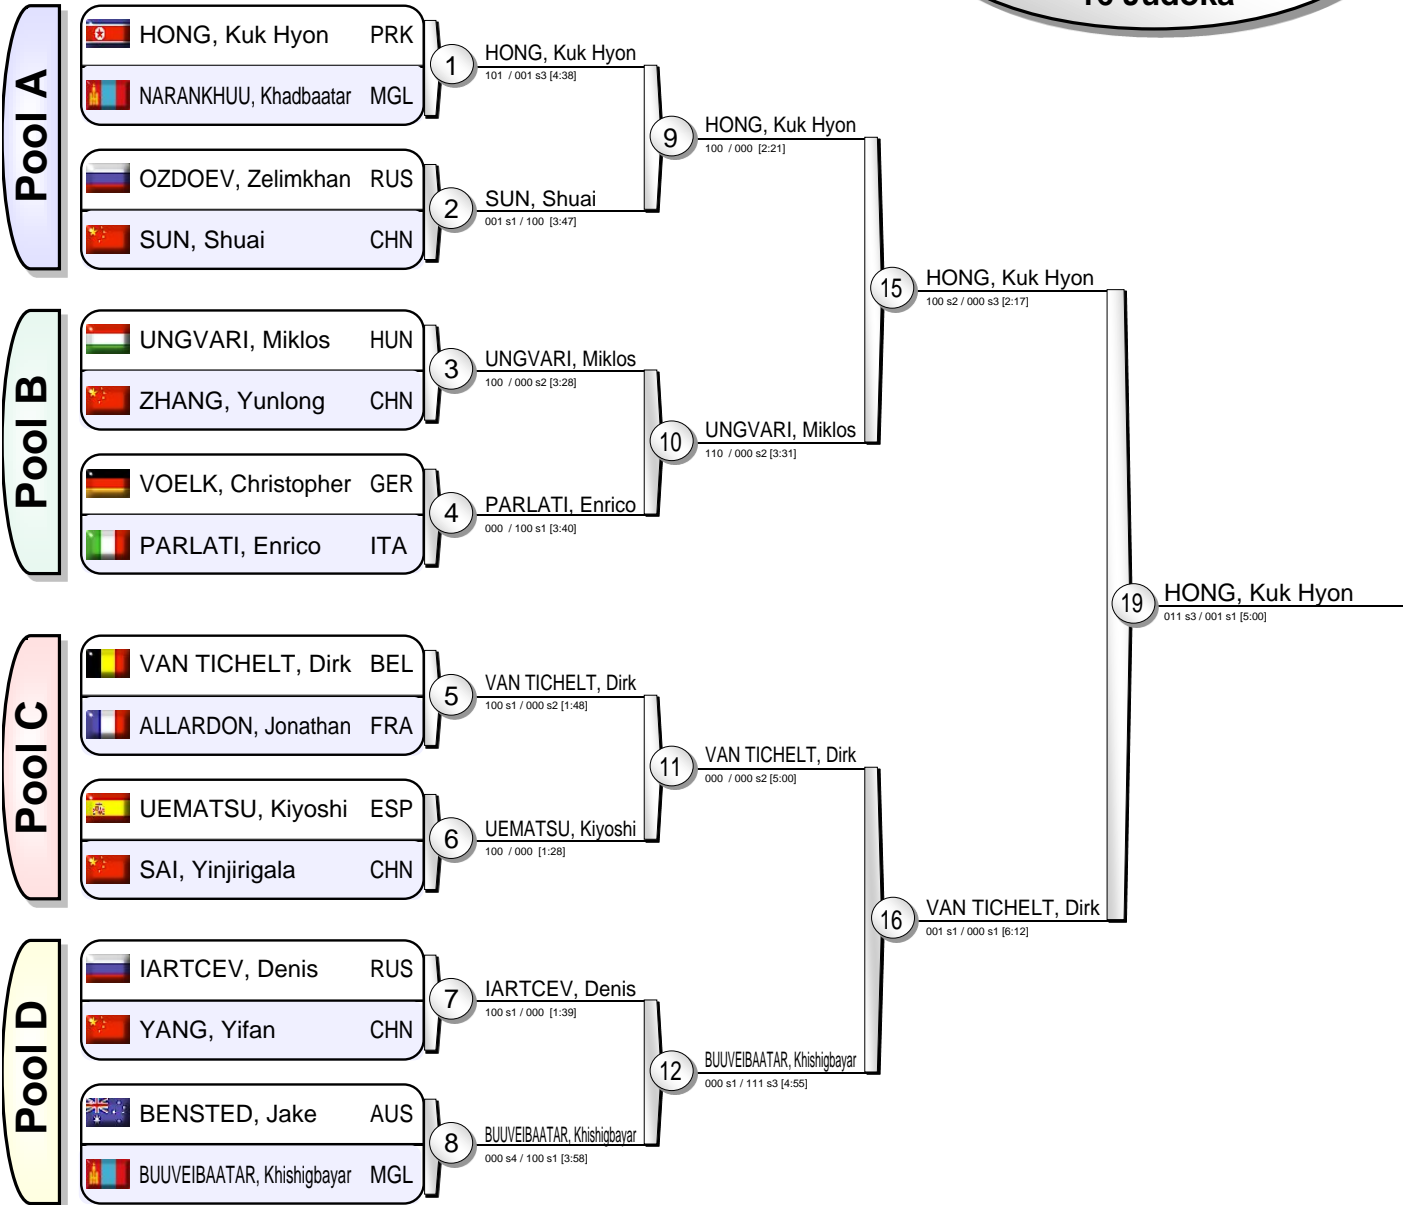 16 Judoka
Pool A
HONG, Kuk Hyon PRK
NARANKHUU, Khadbaatar MGL
1
HONG, Kuk Hyon
101 / 001 s3 [4:38]
OZDOEV, Zelimkhan RUS
SUN, Shuai CHN
2
SUN, Shuai
001 s1 / 100 [3:47]
9
HONG, Kuk Hyon
100 / 000 [2:21]
Pool B
UNGVARI, Miklos HUN
ZHANG, Yunlong CHN
3
UNGVARI, Miklos
100 / 000 s2 [3:28]
VOELK, Christopher GER
PARLATI, Enrico ITA
4
PARLATI, Enrico
000 / 100 s1 [3:40]
10
UNGVARI, Miklos
110 / 000 s2 [3:31]
15
HONG, Kuk Hyon
100 s2 / 000 s3 [2:17]
Pool C
VAN TICHELT, Dirk BEL
ALLARDON, Jonathan FRA
5
VAN TICHELT, Dirk
100 s1 / 000 s2 [1:48]
UEMATSU, Kiyoshi ESP
SAI, Yinjirigala CHN
6
UEMATSU, Kiyoshi
100 / 000 [1:28]
11
VAN TICHELT, Dirk
000 / 000 s2 [5:00]
Pool D
IARTCEV, Denis RUS
YANG, Yifan CHN
7
IARTCEV, Denis
100 s1 / 000 [1:39]
BENSTED, Jake AUS
BUUVEIBAATAR, Khishigbayar MGL
8
BUUVEIBAATAR, Khishigbayar
000 s4 / 100 s1 [3:58]
12
BUUVEIBAATAR, Khishigbayar
000 s1 / 111 s3 [4:55]
16
VAN TICHELT, Dirk
001 s1 / 000 s1 [6:12]
19
HONG, Kuk Hyon
011 s3 / 001 s1 [5:00]